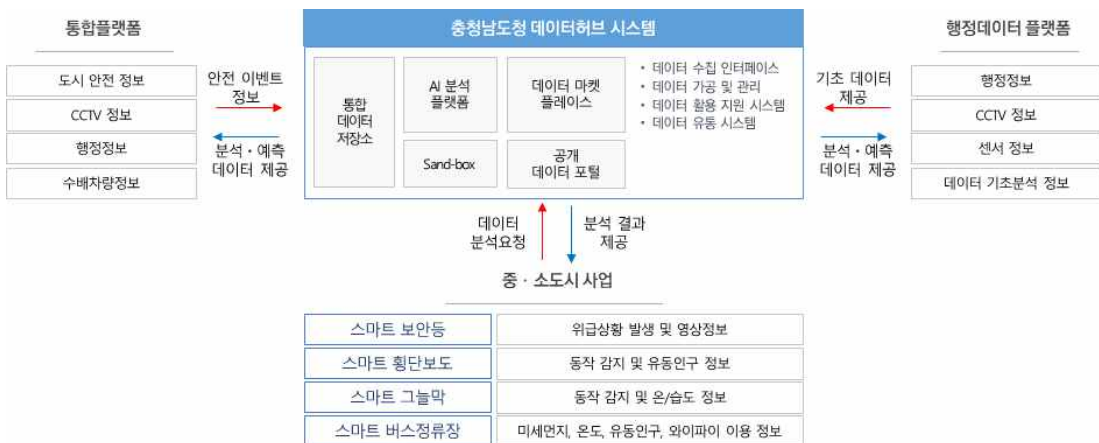 통합플랫폼
도시 안전 정보
CCTV 정보
행정정보
수배차량정보
안전 이벤트
정보
분석・예측
데이터 제공
충청남도청 데이터허브 시스템
통합
데이터
저장소
AI 분석
플랫폼
Sand-box
데이터 마켓
플레이스
공개
데이터 포털
• 데이터 수집 인터페이스
• 데이터 가공 및 관리
• 데이터 활용 지원 시스템
• 데이터 유통 시스템
기초 데이터
제공
분석・예측
데이터 제공
행정데이터 플랫폼
행정정보
CCTV 정보
센서 정보
데이터 기초분석 정보
데이터
분석요청
분석 결과
제공
중・소도시 사업
스마트 보안등
위급상황 발생 및 영상정보
스마트 횡단보도
동작 감지 및 유동인구 정보
스마트 그늘막
동작 감지 및 온/습도 정보
스마트 버스정류장
미세먼지, 온도, 유동인구, 와이파이 이용 정보